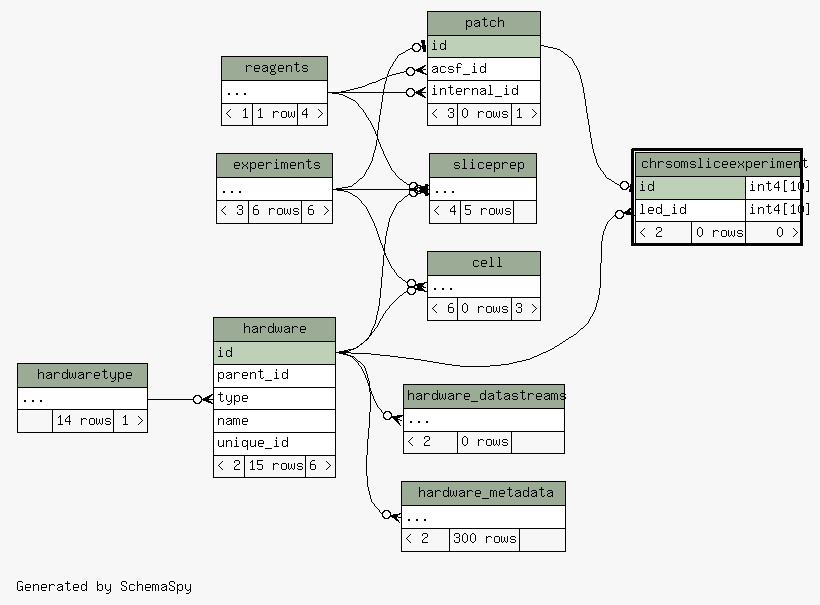 patch
id
acsf_id
internal_id
< 3 0 rows 1 >
reagents
...
< 1 1 row 4 >
experiments
...
< 3 6 rows 6 >
sliceprep
...
< 4 5 rows
chrsomsliceexperiment
id int4[10]
led_id int4[10]
< 2 0 rows 0 >
cell
...
< 6 0 rows 3 >
hardware
id
parent_id
type
name
unique_id
< 2 15 rows 6 >
hardwaretype
...
14 rows 1 >
hardware_datastreams
...
< 2 0 rows
hardware_metadata
...
< 2 300 rows
Generated by SchemaSpy